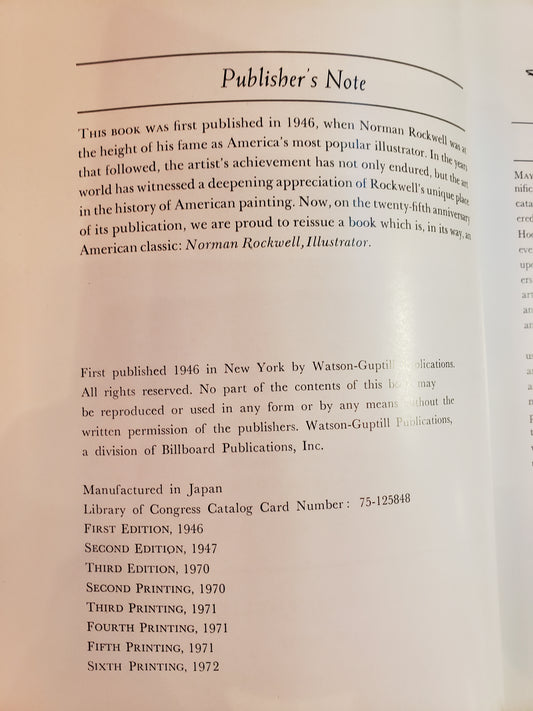 Publisher's Note
THIS BOOK WAS first published in 1946, when Norman Rockwell was at
the height of his fame as America's most popular illustrator. In the years
that followed, the artist's achievement has not only endured, but the art
world has witnessed a deepening appreciation of Rockwell's unique place
in the history of American painting. Now, on the twenty-fifth anniversary
of its publication, we are proud to reissue a book which is, in its way, an
American classic: Norman Rockwell, Illustrator.
First published 1946 in New York by Watson-Guptill Publications.
All rights reserved. No part of the contents of this book may
be reproduced or used in any form or by any means without the
written permission of the publishers. Watson-Guptill Publications,
a division of Billboard Publications, Inc.
Manufactured in Japan
Library of Congress Catalog Card Number: 75-125848
FIRST EDITION, 1946
SECOND EDITION, 1947
THIRD EDITION, 1970
SECOND PRINTING, 1970
THIRD PRINTING, 1971
FOURTH PRINTING, 1971
FIFTH PRINTING, 1971
SIXTH PRINTING, 1972